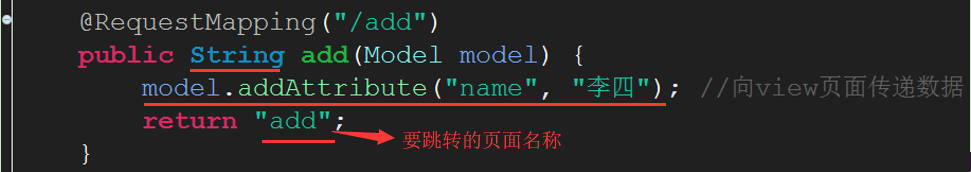 @RequestMapping("/add")
public String add(Model model) {
model.addAttribute("name", "李四"); //向view页面传递数据
return "add";
要跳转的页面名称
}